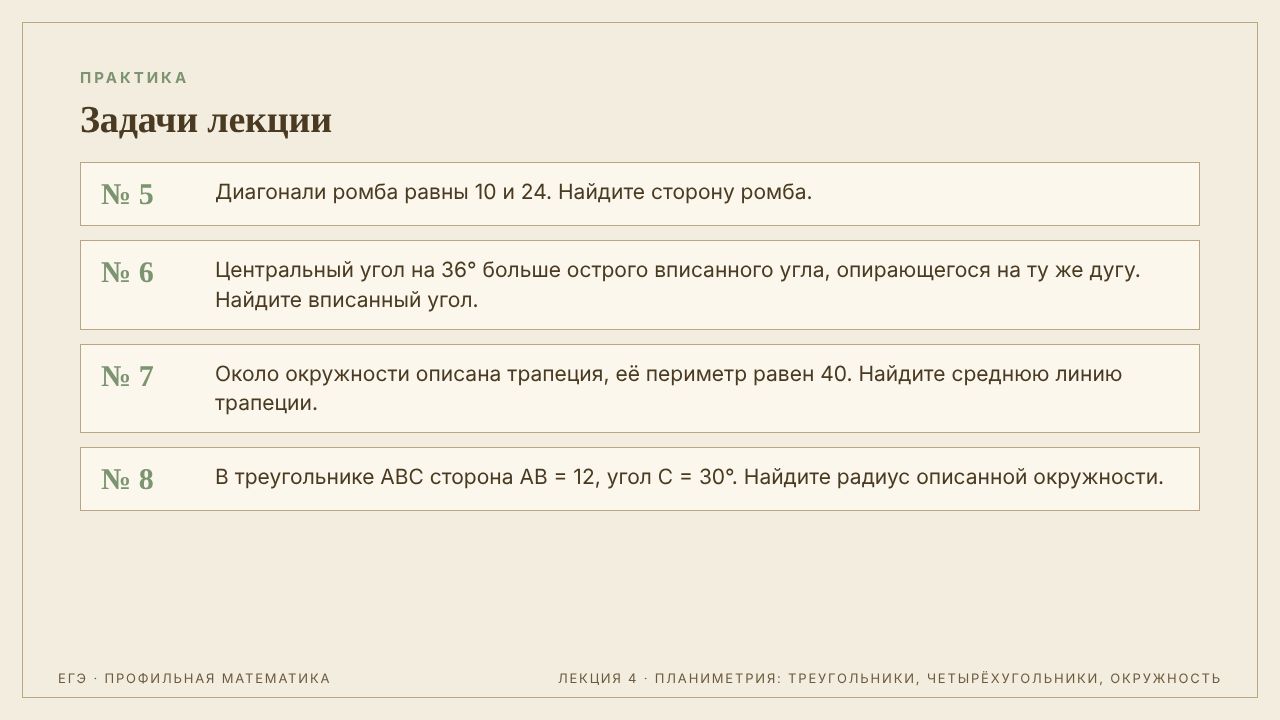 ПРАКТИКА
Задачи лекции
№ 5 Диагонали ромба равны 10 и 24. Найдите сторону ромба.
№ 6 Центральный угол на 36° больше острого вписанного угла, опирающегося на ту же дугу.
Найдите вписанный угол.
№ 7 Около окружности описана трапеция, её периметр равен 40. Найдите среднюю линию
трапеции.
№ 8 В треугольнике ABC сторона AB = 12, угол C = 30°. Найдите радиус описанной окружности.
ЕГЭ · ПРОФИЛЬНАЯ МАТЕМАТИКА
ЛЕКЦИЯ 4 · ПЛАНИМЕТРИЯ: ТРЕУГОЛЬНИКИ, ЧЕТЫРЁХУГОЛЬНИКИ, ОКРУЖНОСТЬ